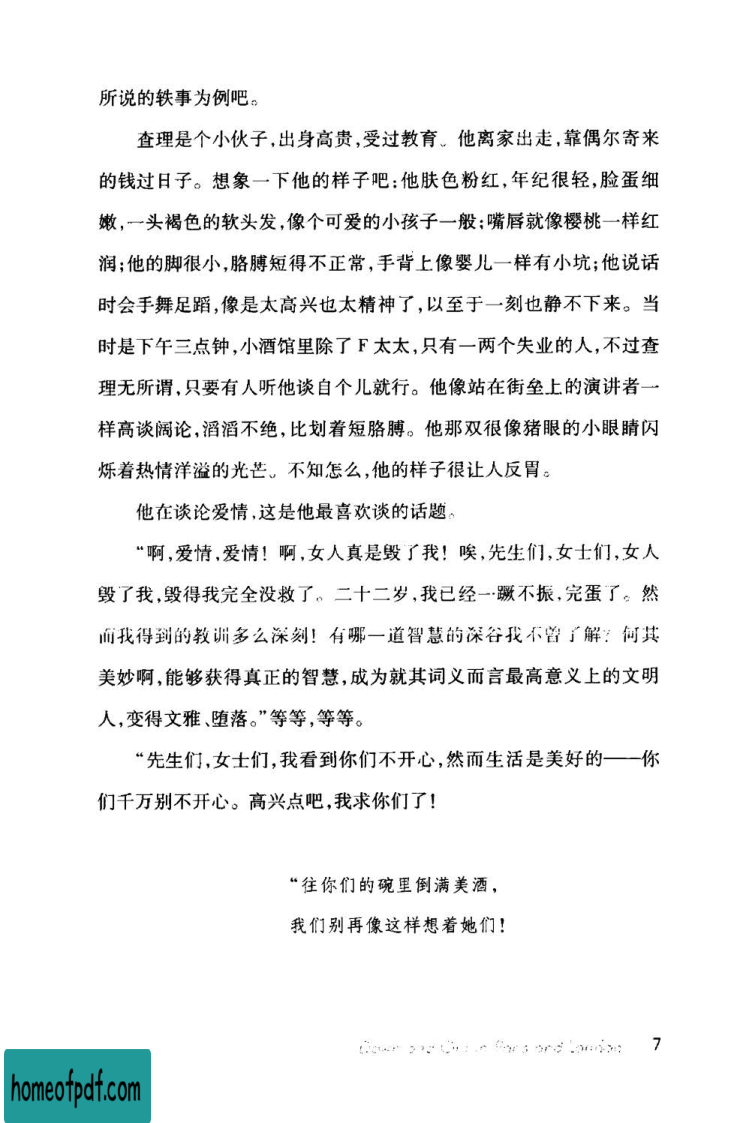 所说的轶事为例吧。
查理是个小伙子,出身高贵,受过教育。他离家出走,靠偶尔寄来
的钱过日子。想象一下他的样子吧:他肤色粉红,年纪很轻,脸蛋细
嫩,一头褐色的软头发,像个可爱的小孩子一般;嘴唇就像樱桃一样红
润;他的脚很小,胳膊短得不正常,手背上像婴儿一样有小坑;他说话
时会手舞足蹈,像是太高兴也太精神了,以至于一刻也静不下来。当
时是下午三点钟,小酒馆里除了 F 太太,只有一两个失业的人,不过查
理无所谓,只要有人听他谈自个儿就行。他像站在街垒上的演讲者一
样高谈阔论,滔滔不绝,比划着短胳膊。他那双很像猪眼的小眼睛闪
烁着热情洋溢的光芒。不知怎么,他的样子很让人反胃。
他在谈论爱情,这是他最喜欢谈的话题。
“啊,爱情,爱情! 啊,女人真是毁了我! 唉,先生们,女士们,女人
毁了我,毁得我完全没救了。二十二岁,我已经一蹶不振,完蛋了。然
而我得到的教训多么深刻! 有哪一道智慧的深谷我不曾了解? 何其
美妙啊,能够获得真正的智慧,成为就其词义而言最高意义上的文明
人,变得文雅、堕落。”等等,等等。
“先生们,女士们,我看到你们不开心,然而生活是美好的——你
们千万别不开心。高兴点吧,我求你们了!
“往你们的碗里倒满美酒,
我们别再像这样想着她们!
Down and Out in Paris and London 7
homeofpdf.com